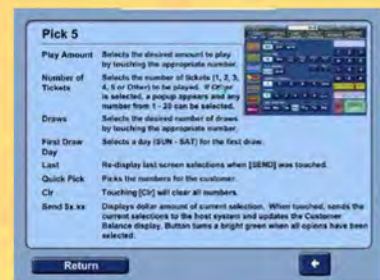 Pick 5
Play Amount Selects the desired amount to play
by touching the appropriate number.
Number of Tickets Selects the number of tickets (1, 2, 3,
4, 5 or Other) to be played. If Other
is selected, a popup appears and any
number from 1 - 20 can be selected.
Draws Selects the desired number of draws
by touching the appropriate number.
First Draw Day Selects a day (SUN - SAT) for the first draw.
Last Re-display last screen selections when [SEND] was touched.
Quick Pick Picks the numbers for the customer.
Clr Touching [Clr] will clear all numbers.
Send $x.xx Displays dollar amount of current selection. When touched, sends the
current selections to the host system and updates the Customer
Balance display. Button turns a bright green when all opions have been
selected.
Return